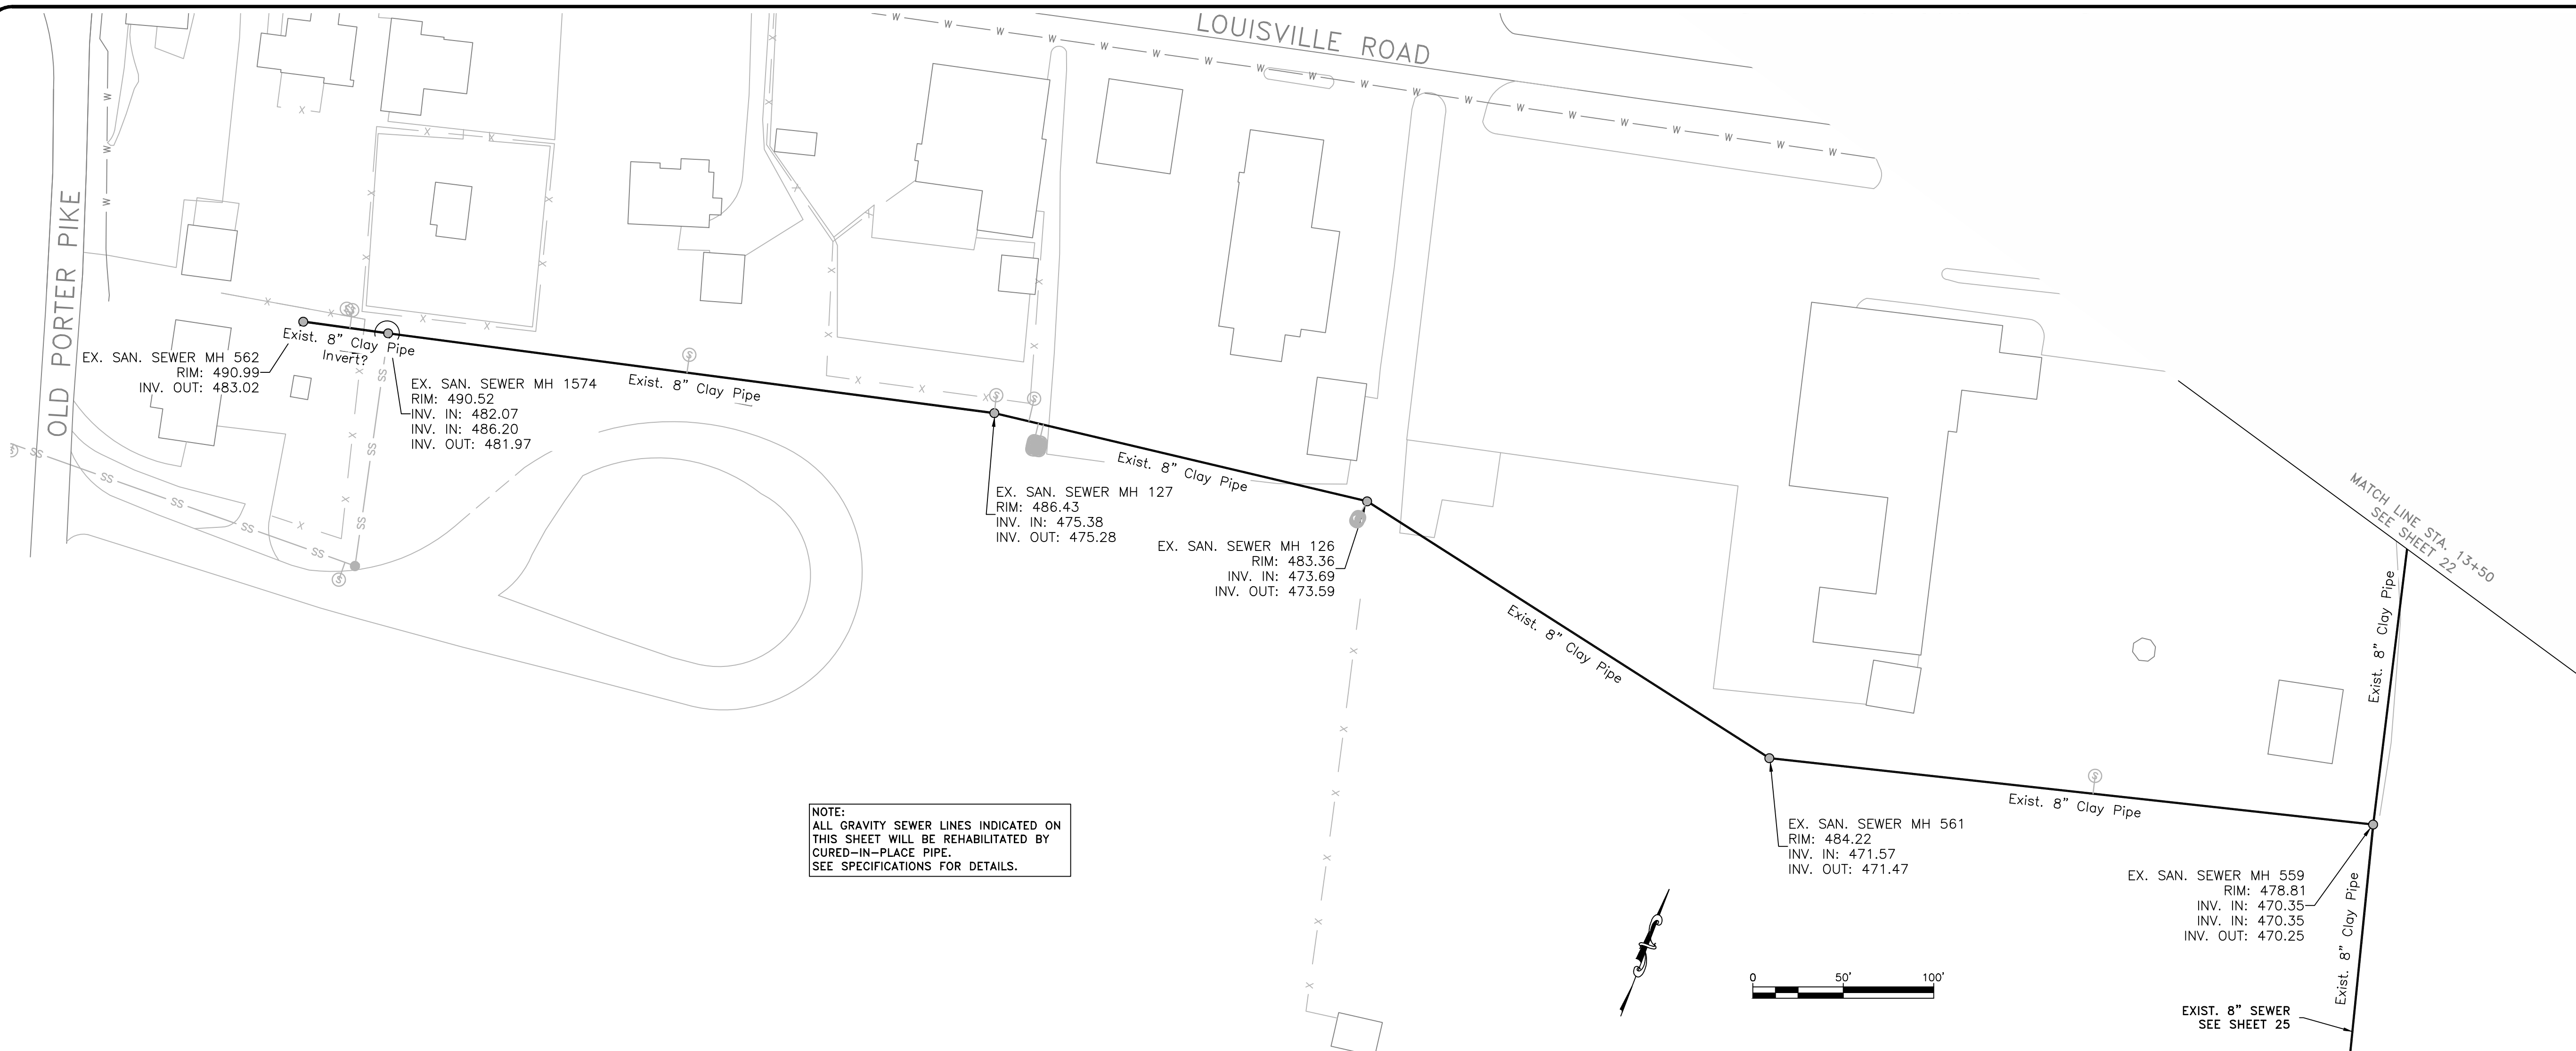 LOUISVILLE ROAD
OLD PORTER PIKE
Exist. 8" Clay Pipe
Invert?
EX. SAN. SEWER MH 562
RIM: 490.99
INV. OUT: 483.02
EX. SAN. SEWER MH 1574
RIM: 490.52
INV. IN: 482.07
INV. IN: 486.20
INV. OUT: 481.97
Exist. 8" Clay Pipe
EX. SAN. SEWER MH 127
RIM: 486.43
INV. IN: 475.38
INV. OUT: 475.28
Exist. 8" Clay Pipe
EX. SAN. SEWER MH 126
RIM: 483.36
INV. IN: 473.69
INV. OUT: 473.59
Exist. 8" Clay Pipe
MATCH LINE STA. 13+50
SEE SHEET 22
Exist. 8" Clay Pipe
Exist. 8" Clay Pipe
EX. SAN. SEWER MH 561
RIM: 484.22
INV. IN: 471.57
INV. OUT: 471.47
EX. SAN. SEWER MH 559
RIM: 478.81
INV. IN: 470.35
INV. IN: 470.35
INV. OUT: 470.25
Exist. 8" Clay Pipe
NOTE:
ALL GRAVITY SEWER LINES INDICATED ON
THIS SHEET WILL BE REHABILITATED BY
CURED-IN-PLACE PIPE.
SEE SPECIFICATIONS FOR DETAILS.
0 50' 100'
EXIST. 8" SEWER
SEE SHEET 25